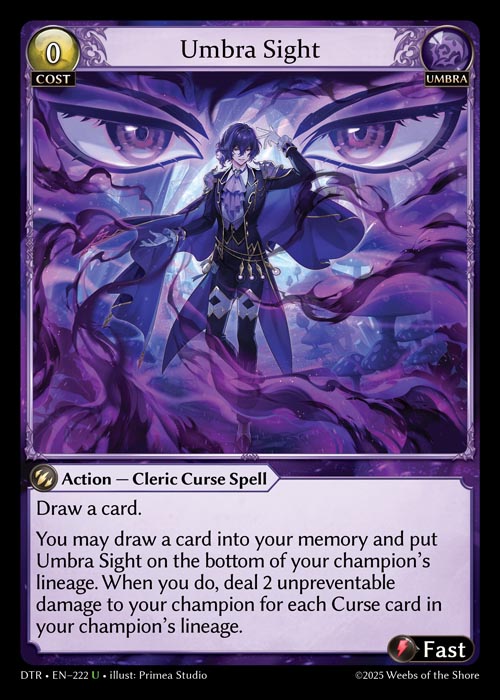 0
COST
Umbra Sight
UMBRA
Action — Cleric Curse Spell
Draw a card.
You may draw a card into your memory and put
Umbra Sight on the bottom of your champion's
lineage. When you do, deal 2 unpreventable
damage to your champion for each Curse card in
your champion's lineage.
Fast
DTR • EN–222 U • illust: Primea Studio
©2025 Weebs of the Shore